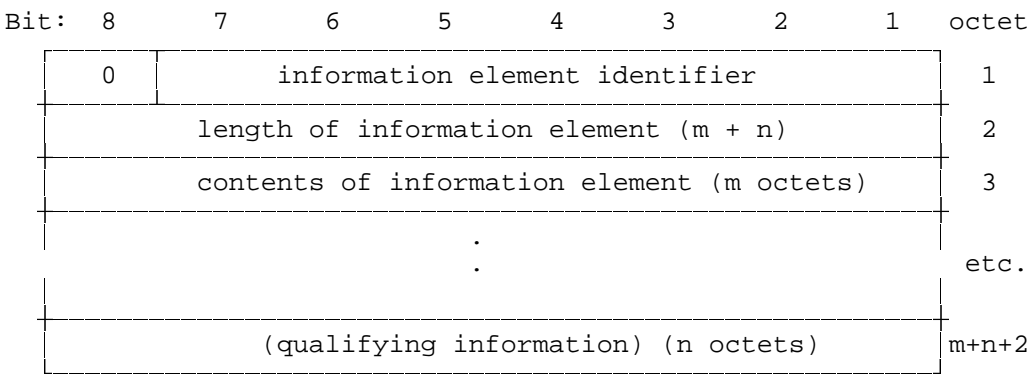 Bit: 8 7 6 5 4 3 2 1 octet
0 information element identifier 1
length of information element (m + n) 2
contents of information element (m octets) 3
.
. etc.
(qualifying information) (n octets) m+n+2